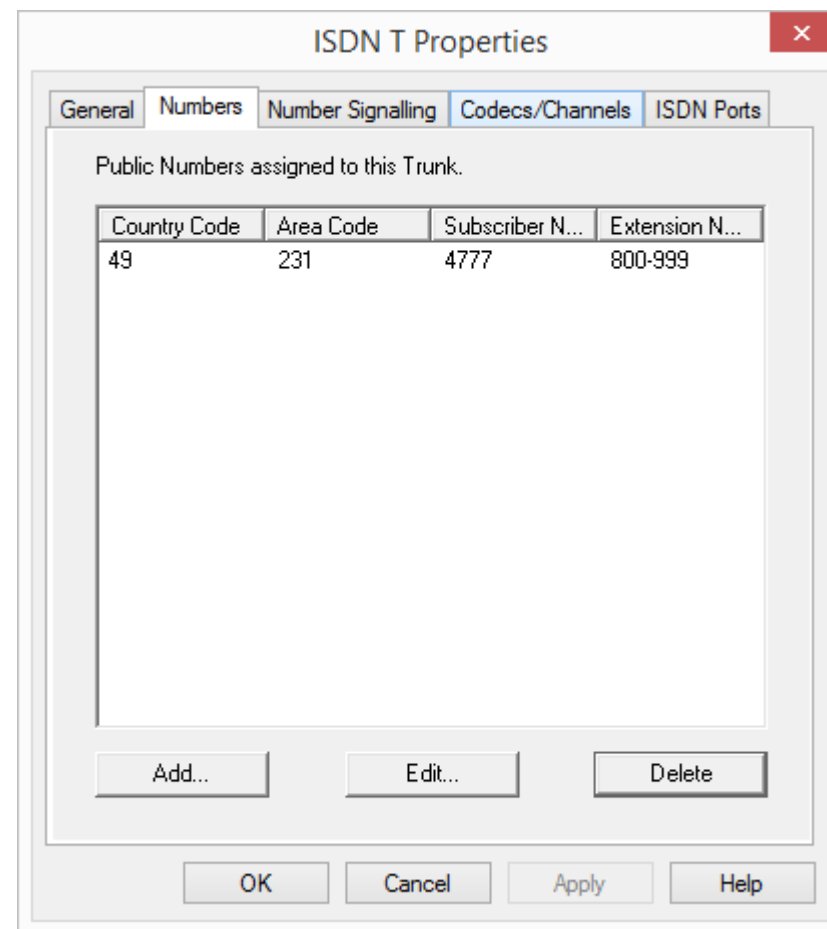 ISDN T Properties
General Numbers Number Signalling Codecs/Channels ISDN Ports
Public Numbers assigned to this Trunk.
Country Code Area Code Subscriber N... Extension N...
49 231 4777 800-999
Add... Edit... Delete
OK Cancel Apply Help